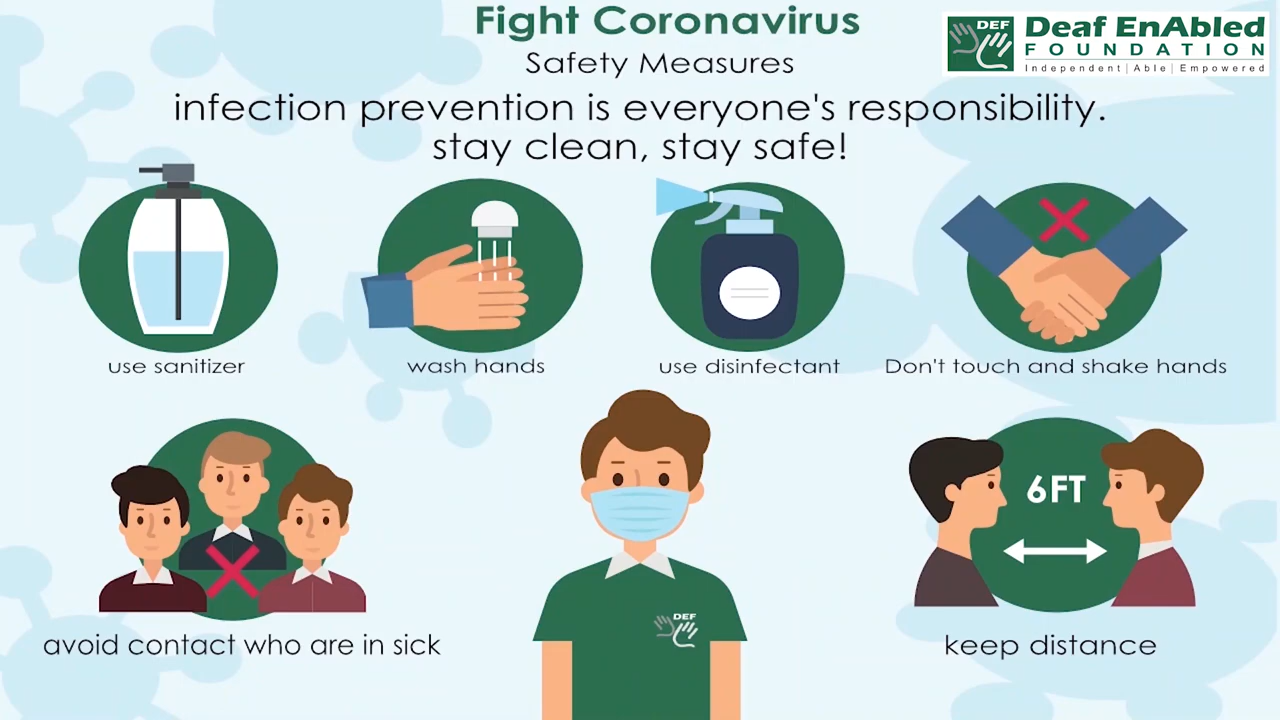 Fight Coronavirus
Safety Measures
DEF
Deaf EnAbled
FOUNDATION
Independent | Able | Empowered
infection prevention is everyone's responsibility.
stay clean, stay safe!
use sanitizer
wash hands
use disinfectant
Don't touch and shake hands
6FT
DEF
avoid contact who are in sick
keep distance